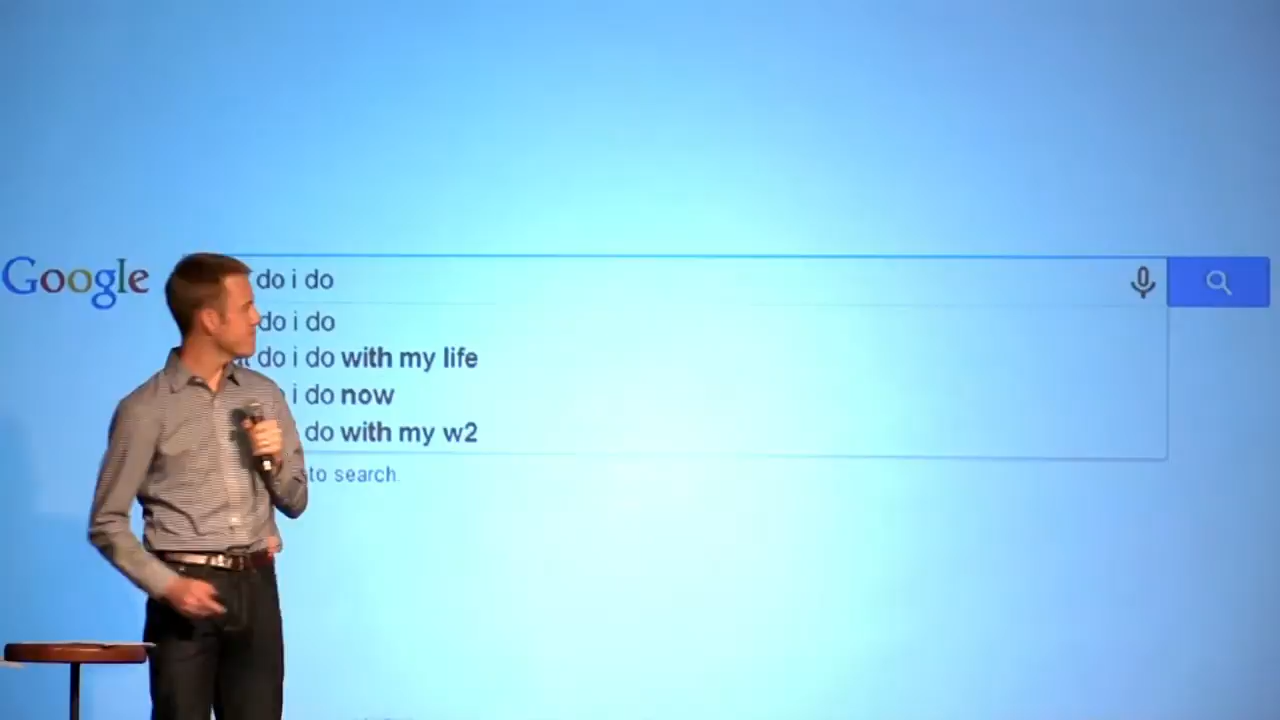 Google
do i do
do i do
do i do with my life
i do now
do with my w2
to search.